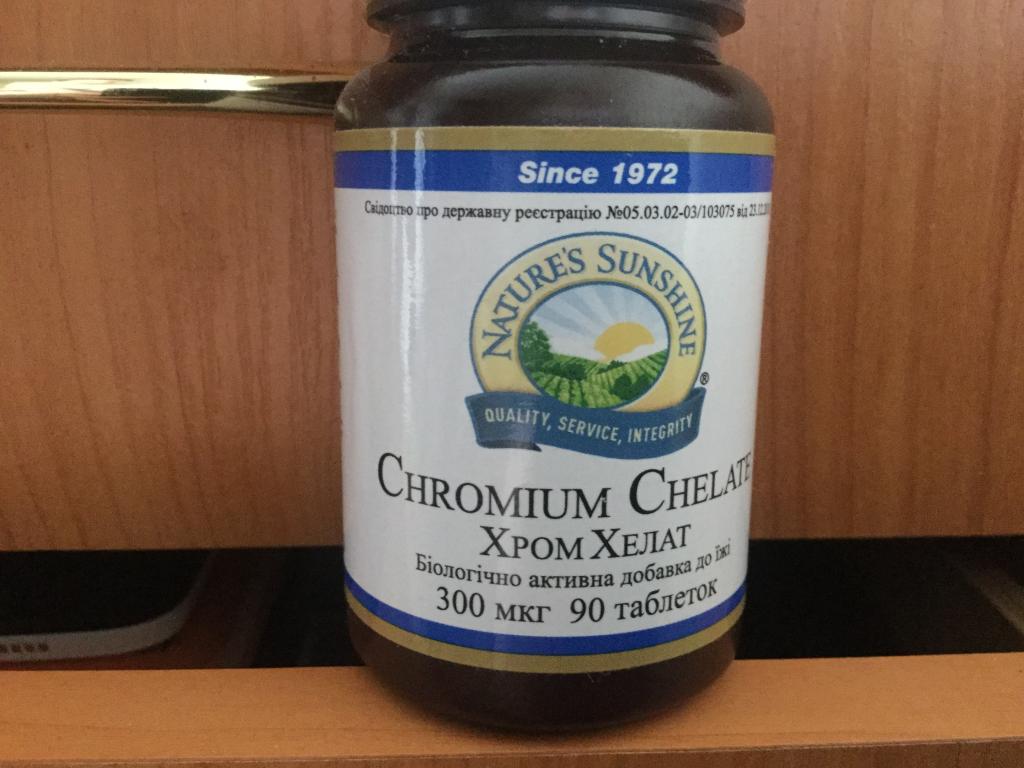 Since 1972
Свідоцтво про державну реєстрацію №05.03.02-03/103075 від
NATURE'S SUNSHINE
®
QUALITY, SERVICE, INTEGRITY
CHROMIUM CHELATE
ХРОМ ХЕЛАТ
Біологічно активна добавка до їжі
300 мкг 90 таблеток